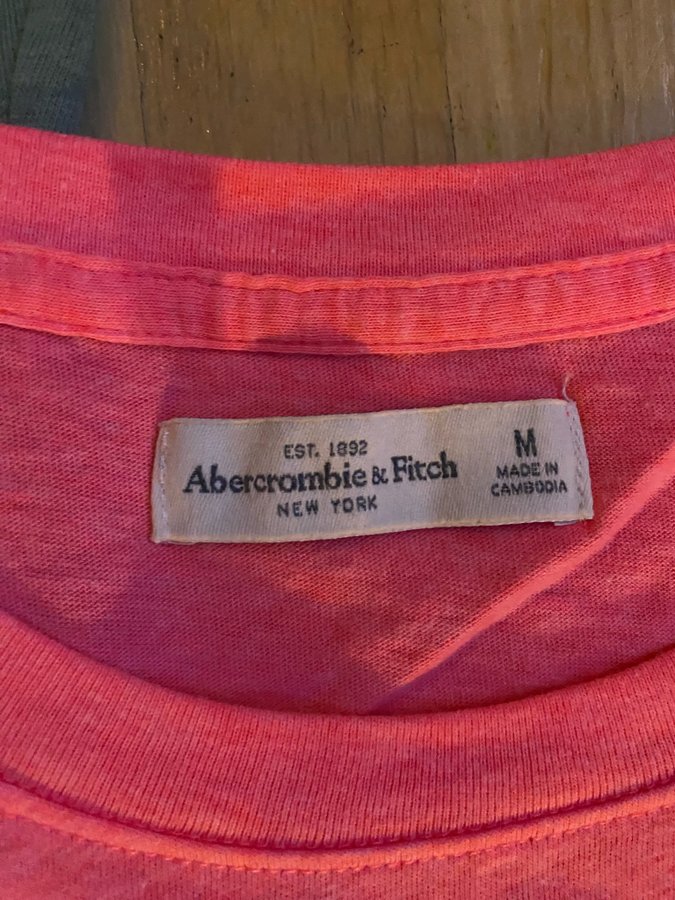 EST. 1892
Abercrombie & Fitch
NEW YORK
M
MADE IN
CAMBODIA